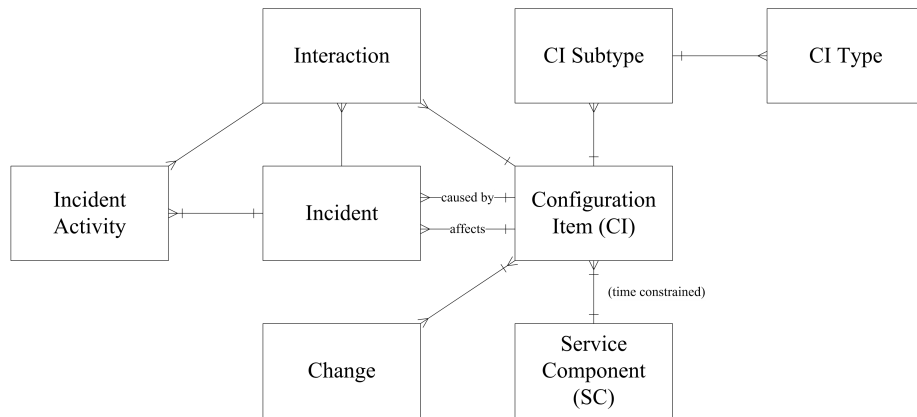 Interaction
CI Subtype
CI Type
Incident
Activity
Incident
caused by
affects
Configuration
Item (CI)
(time constrained)
Change
Service
Component
(SC)